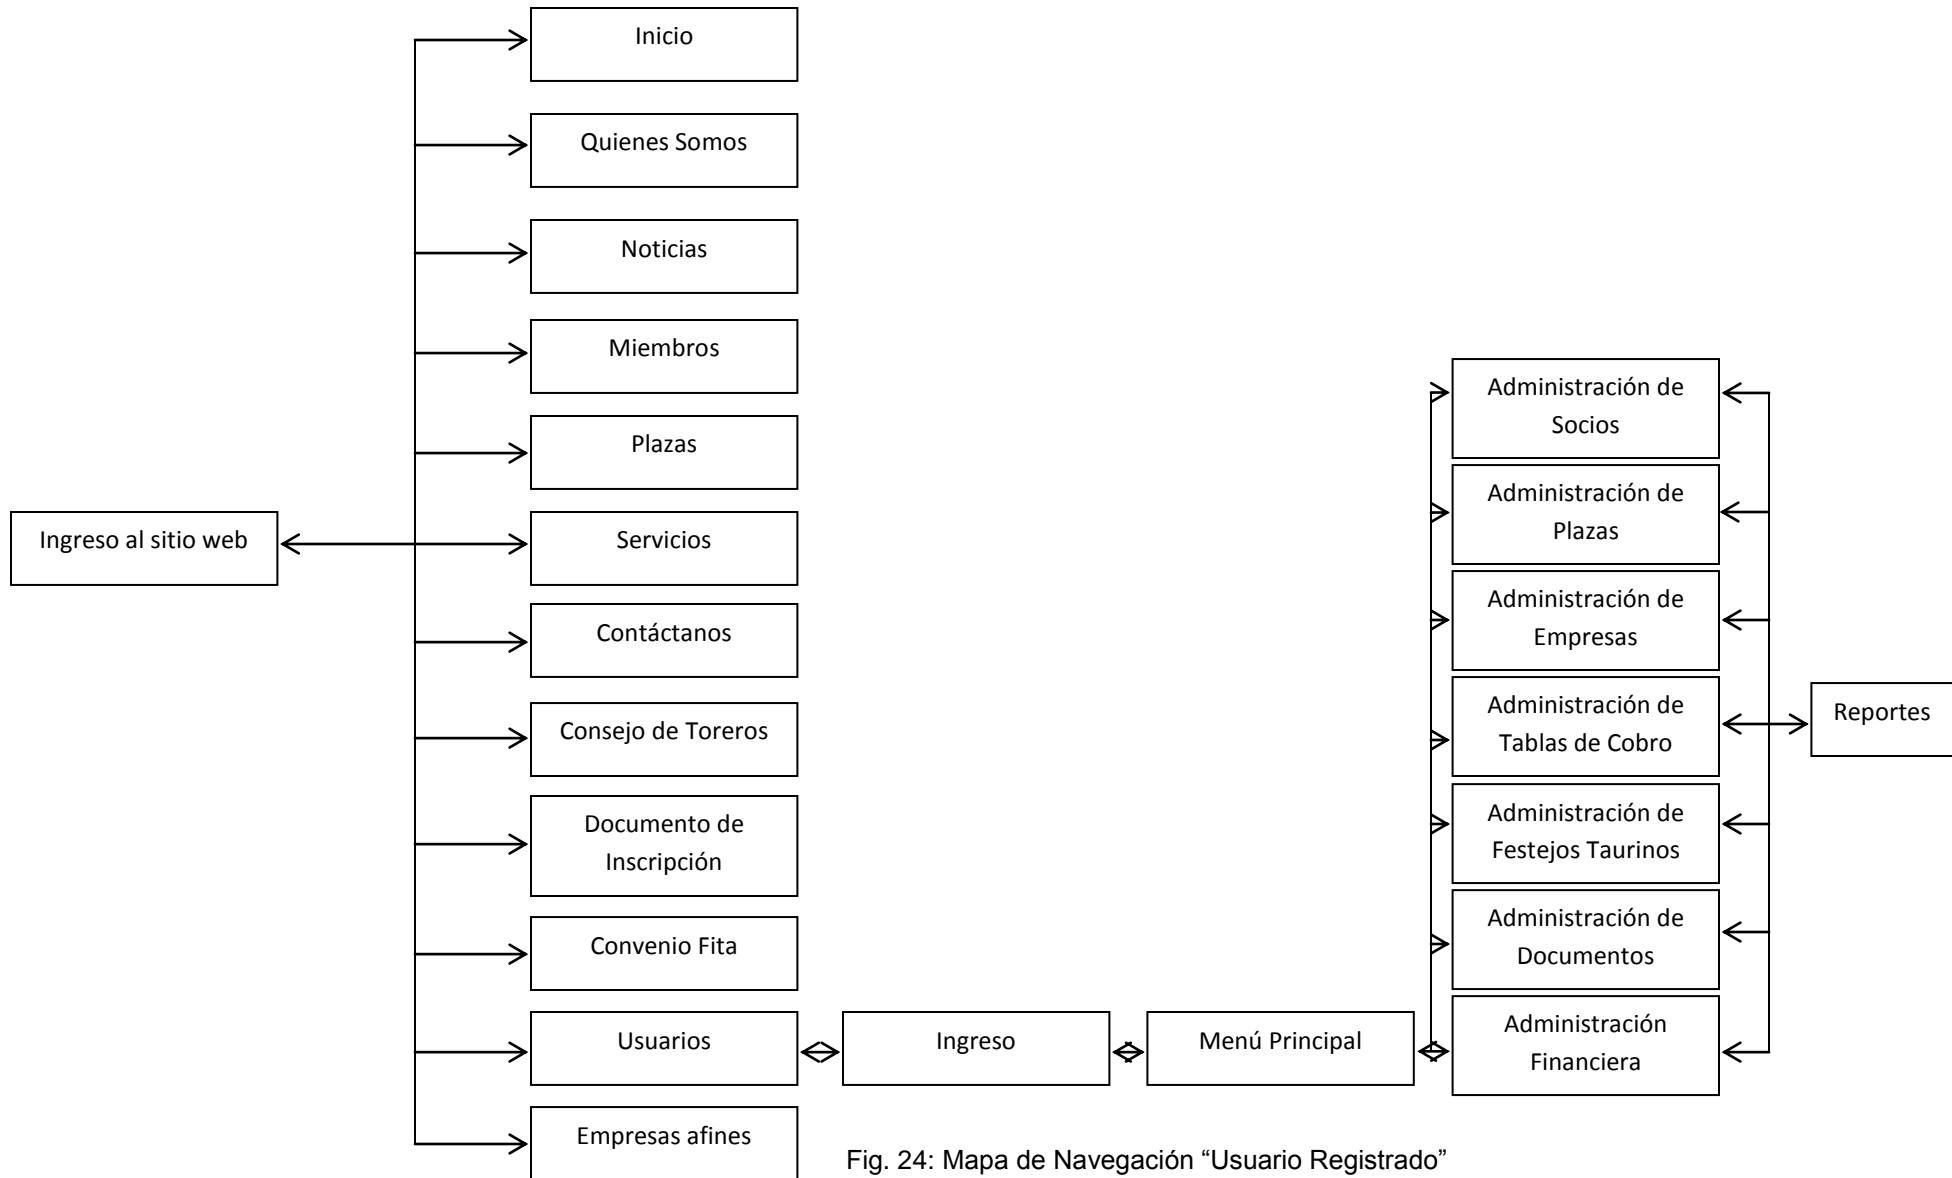 Inicio
Quienes Somos
Noticias
Miembros
Plazas
Ingreso al sitio web
Servicios
Contáctanos
Consejo de Toreros
Documento de
Inscripción
Convenio Fita
Usuarios
Ingreso
Menú Principal
Empresas afines
Administración de
Socios
Administración de
Plazas
Administración de
Empresas
Administración de
Tablas de Cobro
Administración de
Festejos Taurinos
Administración de
Documentos
Administración
Financiera
Reportes
Fig. 24: Mapa de Navegación “Usuario Registrado”